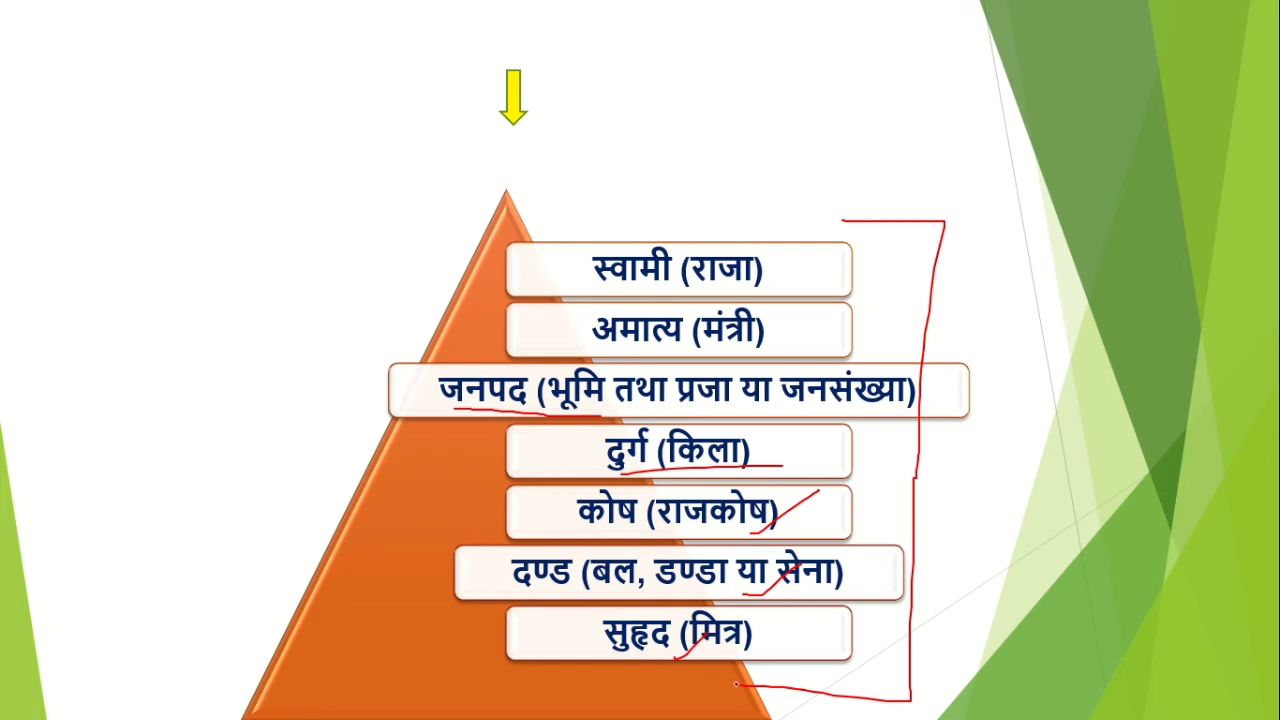 स्वामी (राजा)
अमात्य (मंत्री)
जनपद (भूमि तथा प्रजा या जनसंख्या)
दुर्ग (किला)
कोष (राजकोष)
दण्ड (बल, डण्डा या सेना)
सुहृद (मित्र)